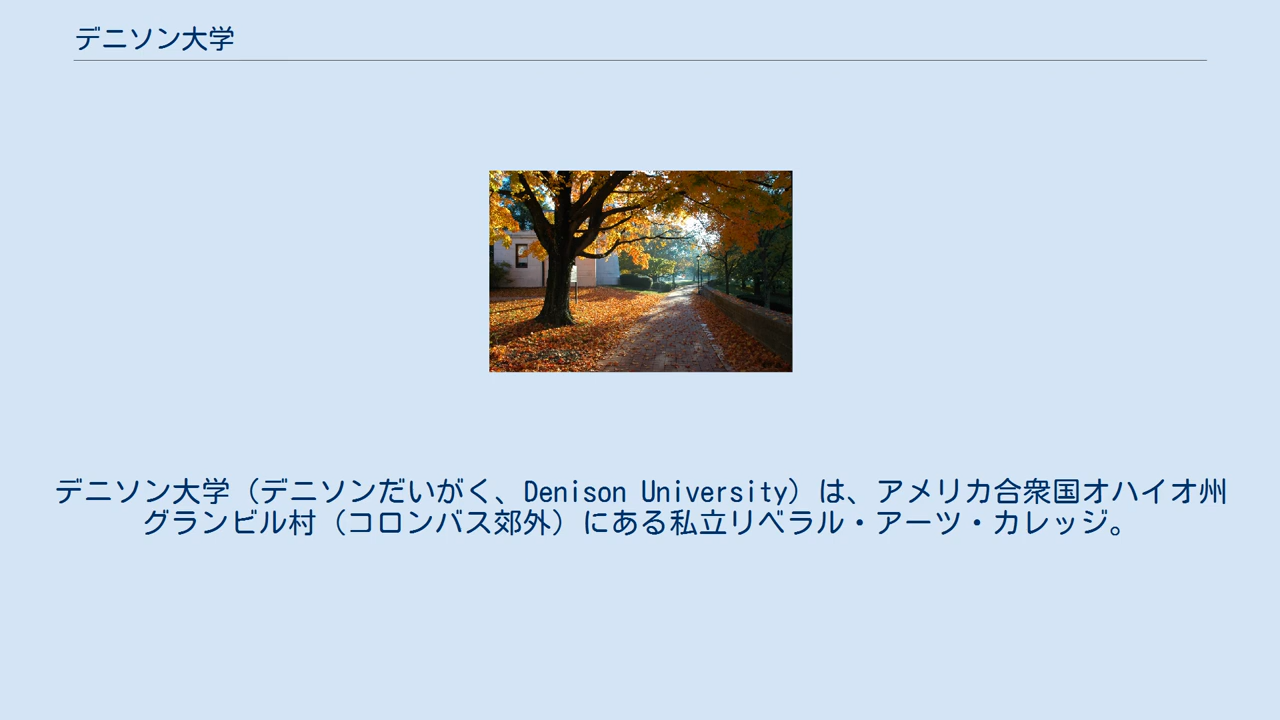 デニソン大学
デニソン大学（デニソンだいがく、Denison University）は、アメリカ合衆国オハイオ州
グランビル村（コロンバス郊外）にある私立リベラル・アーツ・カレッジ。